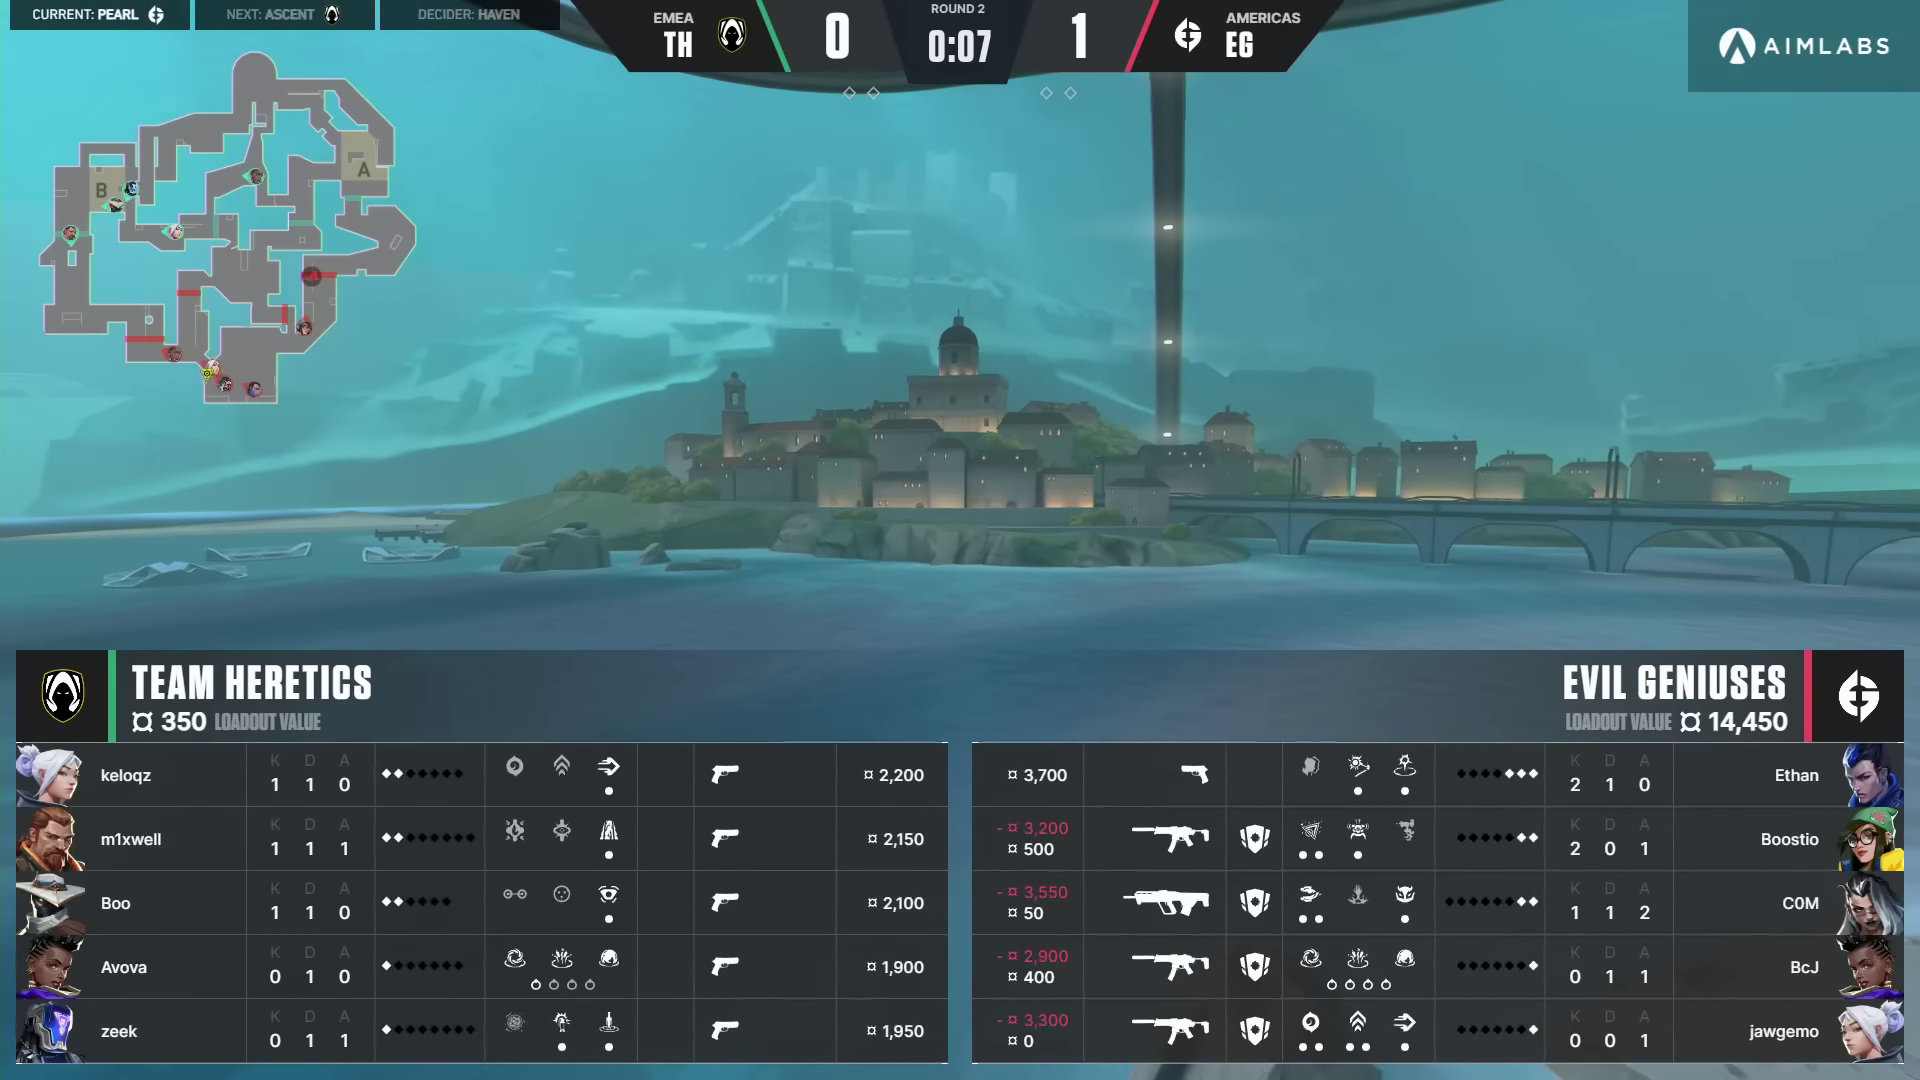 CURRENT: PEARL
NEXT: ASCENT
DECIDER: HAVEN
EMEA
TH
0
ROUND 2
0:07
1
AMERICAS
EG
AIMLABS
A
B
TEAM HERETICS
¤ 350 LOADOUT VALUE
EVIL GENIUSES
LOADOUT VALUE ¤ 14,450
keloqz K D A 1 1 0 ¤ 2,200
m1xwell K D A 1 1 1 ¤ 2,150
Boo K D A 1 1 0 ¤ 2,100
Avova K D A 0 1 0 ¤ 1,900
zeek K D A 0 1 1 ¤ 1,950
¤ 3,700 K D A 2 1 0 Ethan
- ¤ 3,200
¤ 500 K D A 2 0 1 Boostio
- ¤ 3,550
¤ 50 K D A 1 1 2 C0M
- ¤ 2,900
¤ 400 K D A 0 1 1 BcJ
- ¤ 3,300
¤ 0 K D A 0 0 1 jawgemo